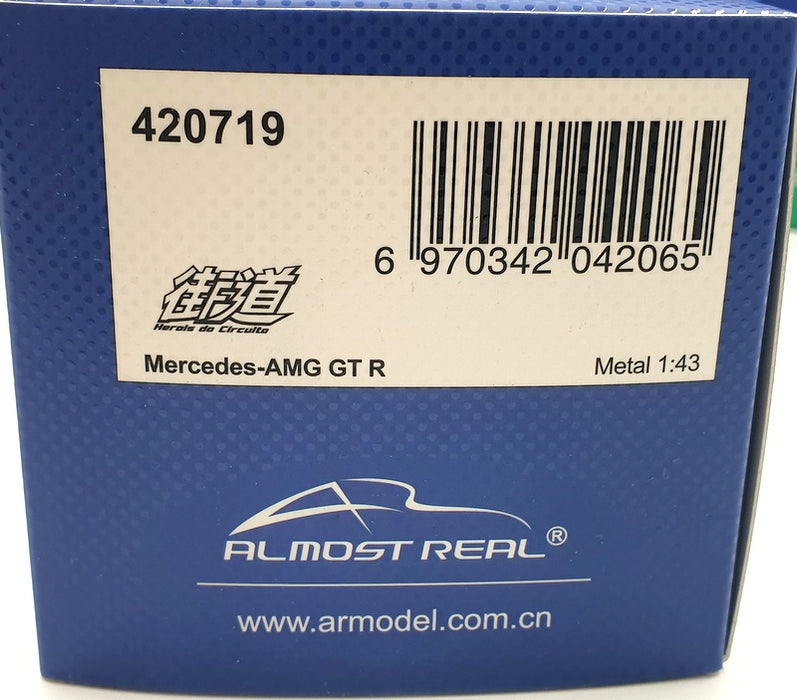 420719
6 970342 042065
街道
Herois do Circuito
Mercedes-AMG GT R
Metal 1:43
ALMOST REAL®
www.armodel.com.cn